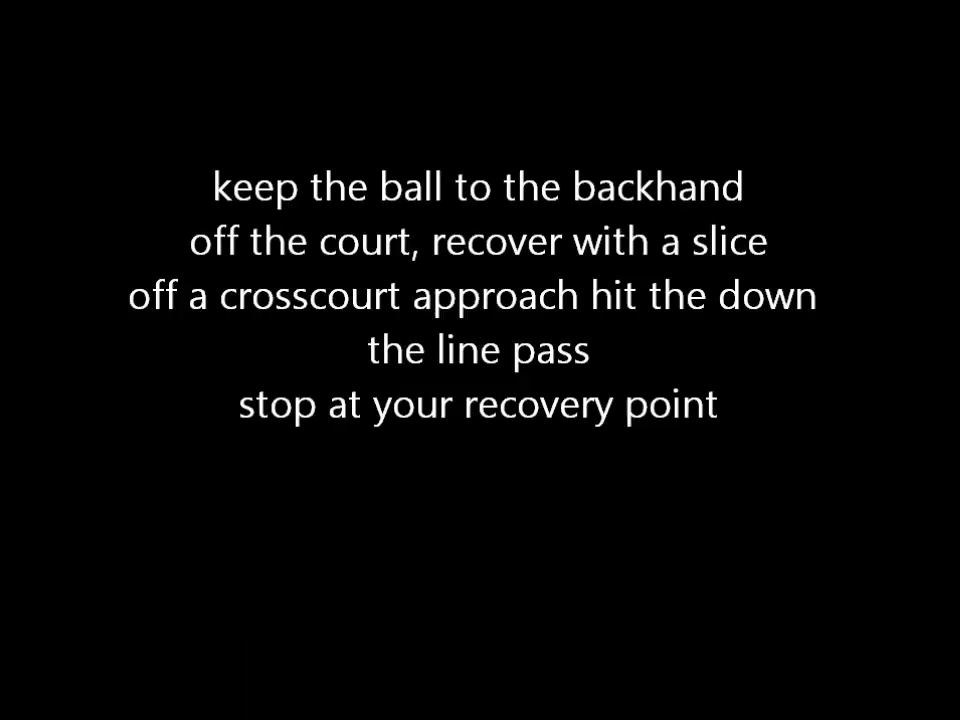 keep the ball to the backhand
off the court, recover with a slice
off a crosscourt approach hit the down
the line pass
stop at your recovery point